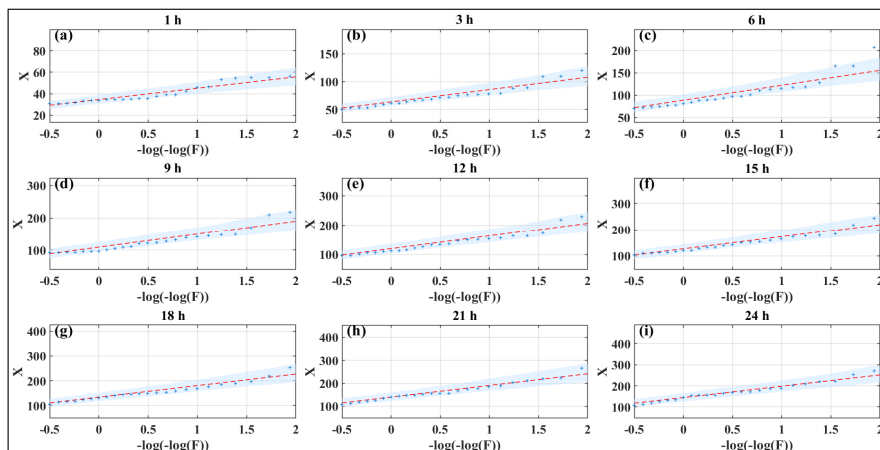 1 h 3 h 6 h
(a) (b) (c)
X X X
80 60 40 20
150 100 50
200 150 100 50
-0.5 0 0.5 1 1.5 2 -0.5 0 0.5 1 1.5 2 -0.5 0 0.5 1 1.5 2
-log(-log(F)) -log(-log(F)) -log(-log(F))
9 h 12 h 15 h
(d) (e) (f)
X X X
300 200 100
300 200 100
300 200 100
-0.5 0 0.5 1 1.5 2 -0.5 0 0.5 1 1.5 2 -0.5 0 0.5 1 1.5 2
-log(-log(F)) -log(-log(F)) -log(-log(F))
18 h 21 h 24 h
(g) (h) (i)
X X X
400 300 200 100
400 300 200 100
400 300 200 100
-0.5 0 0.5 1 1.5 2 -0.5 0 0.5 1 1.5 2 -0.5 0 0.5 1 1.5 2
-log(-log(F)) -log(-log(F)) -log(-log(F))